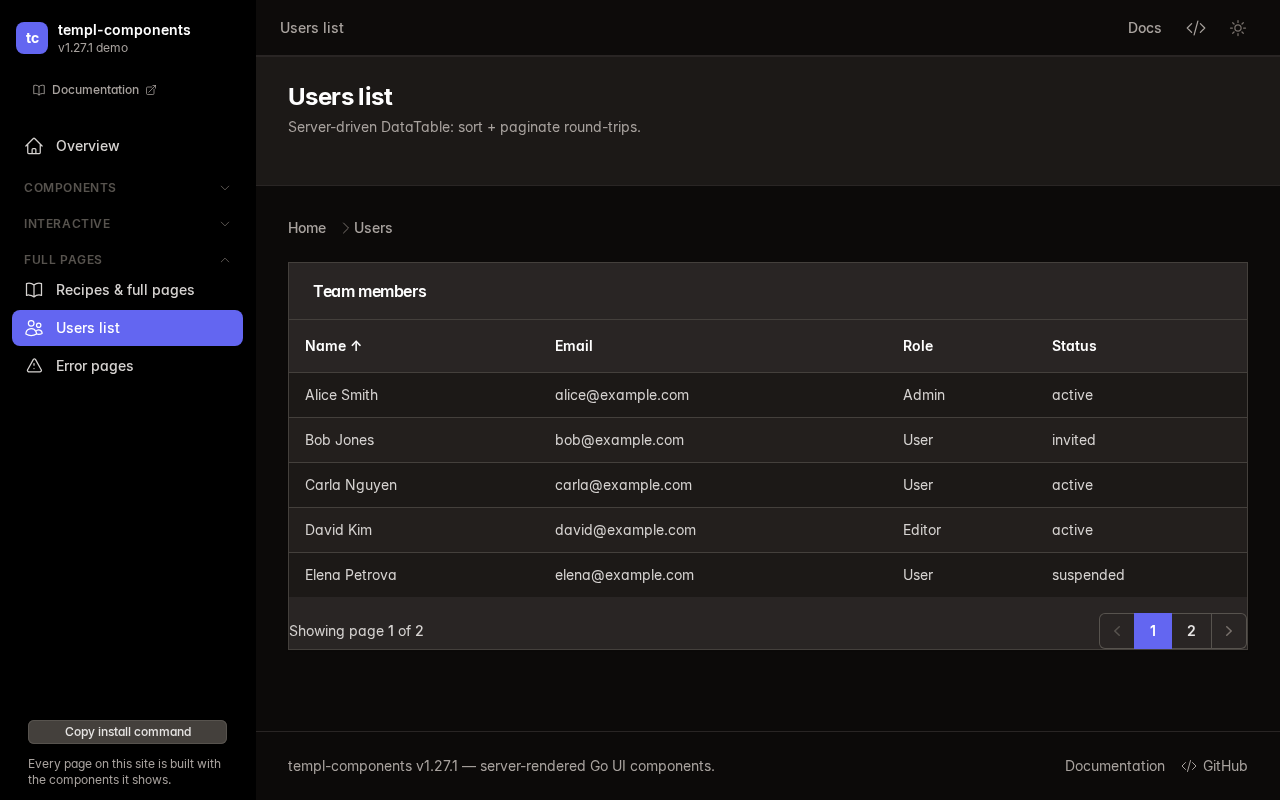 tc
templ-components
v1.27.1 demo
Documentation
Overview
COMPONENTS
INTERACTIVE
FULL PAGES
Recipes & full pages
Users list
Error pages
Copy install command
Every page on this site is built with
the components it shows.
Users list
Docs
Users list
Server-driven DataTable: sort + paginate round-trips.
Home Users
Team members
Name ↑ Email Role Status
Alice Smith alice@example.com Admin active
Bob Jones bob@example.com User invited
Carla Nguyen carla@example.com User active
David Kim david@example.com Editor active
Elena Petrova elena@example.com User suspended
Showing page 1 of 2
1 2
templ-components v1.27.1 — server-rendered Go UI components.
Documentation GitHub